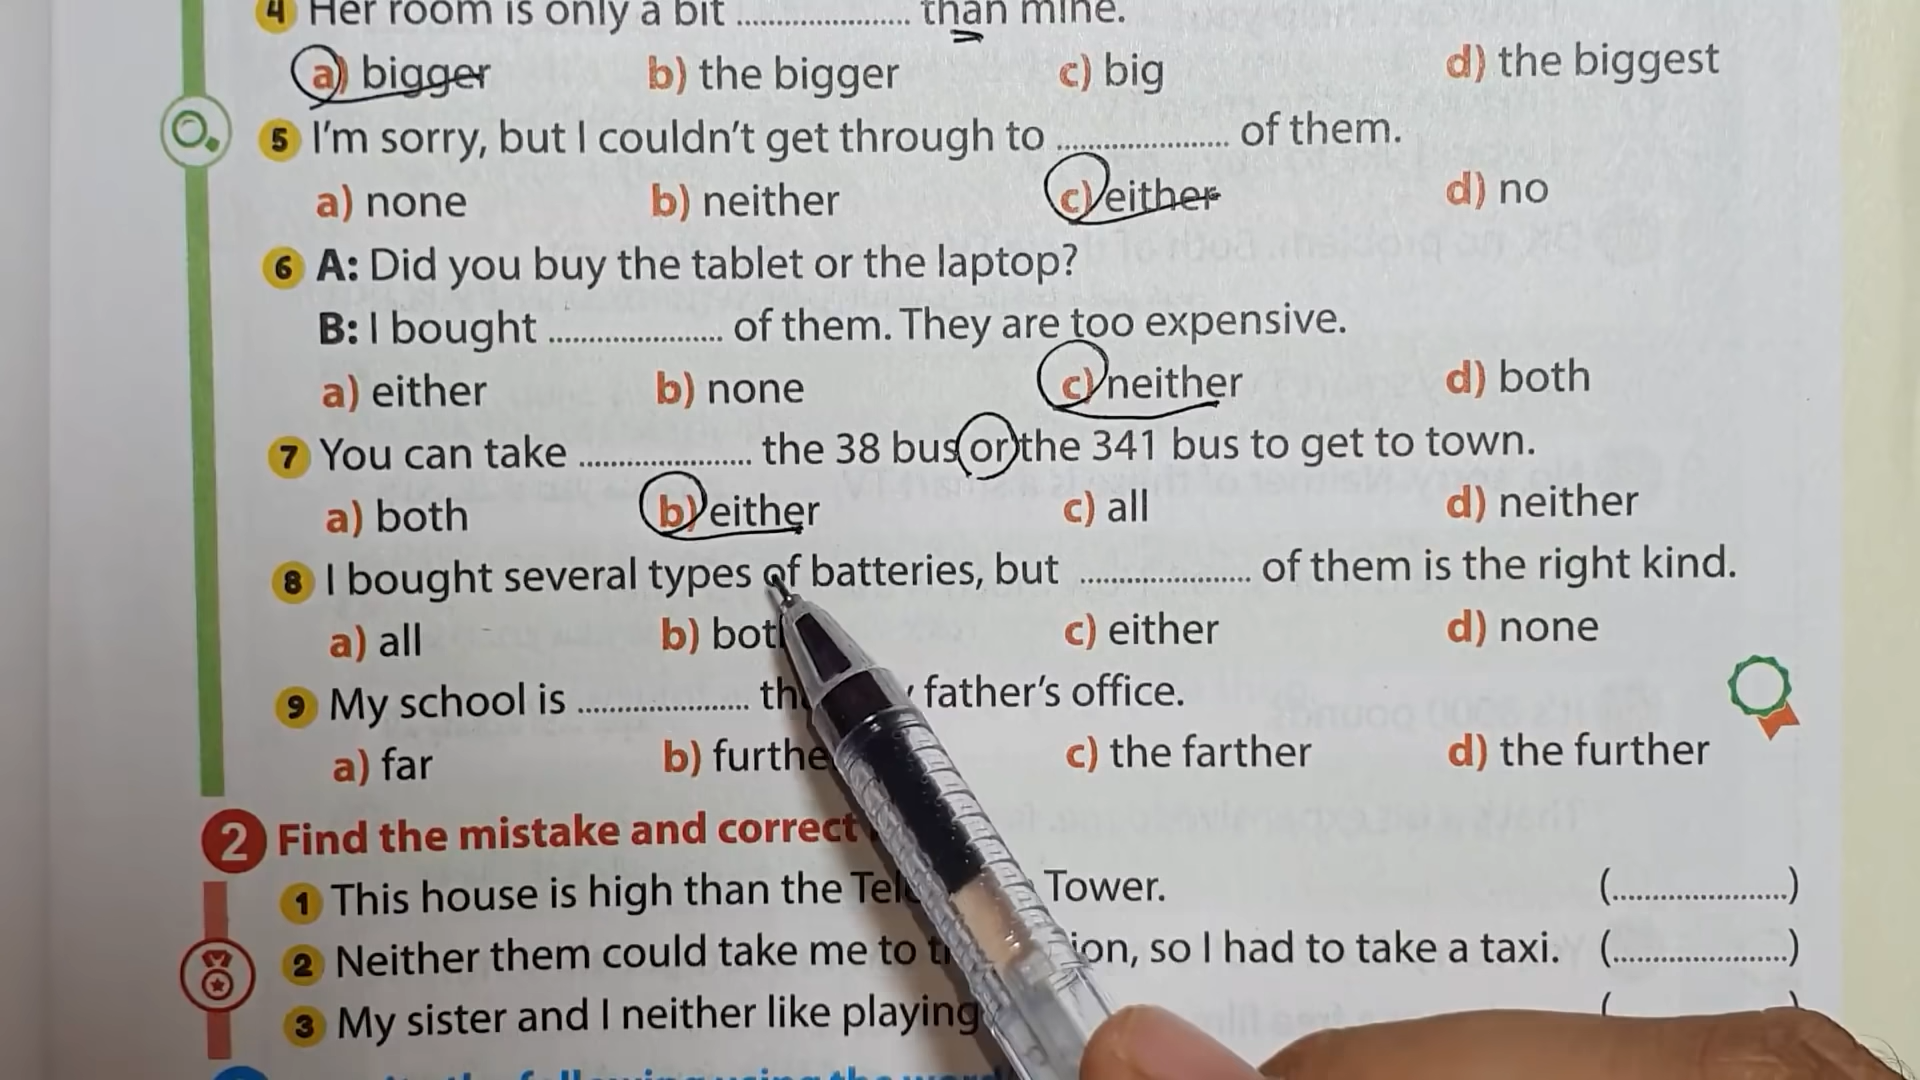 4 Her room is only a bit ..................... than mine.
a) bigger b) the bigger c) big d) the biggest
5 I'm sorry, but I couldn't get through to ..................... of them.
a) none b) neither c) either d) no
6 A: Did you buy the tablet or the laptop?
B: I bought ..................... of them. They are too expensive.
a) either b) none c) neither d) both
7 You can take ..................... the 38 bus or the 341 bus to get to town.
a) both b) either c) all d) neither
8 I bought several types of batteries, but ..................... of them is the right kind.
a) all b) c) either d) none
9 My school is ..................... father's office.
a) far b) c) the farther d) the further
2 Find the mistake and correct
1 This house is high than the Tower. (.....................)
2 Neither them could take me to so I had to take a taxi. (.....................)
3 My sister and I neither like playing